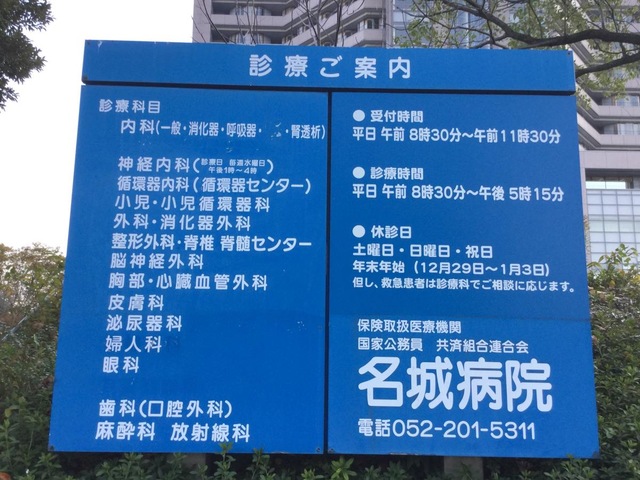 診療ご案内
診療科目
内科(一般・消化器・呼吸器・ ・腎透析)
神経内科(診療日 毎週水曜日 午後1時〜4時)
循環器内科(循環器センター)
小児・小児循環器科
外科・消化器外科
整形外科・脊椎 脊髄センター
脳神経外科
胸部・心臓血管外科
皮膚科
泌尿器科
婦人科
眼科
歯科(口腔外科)
麻酔科 放射線科
● 受付時間
平日 午前 8時30分〜午前11時30分
● 診療時間
平日 午前 8時30分〜午後 5時15分
● 休診日
土曜日・日曜日・祝日
年末年始 (12月29日〜1月3日)
但し、救急患者は診療科でご相談に応じます。
保険取扱医療機関
国家公務員 共済組合連合会
名城病院
電話052-201-5311